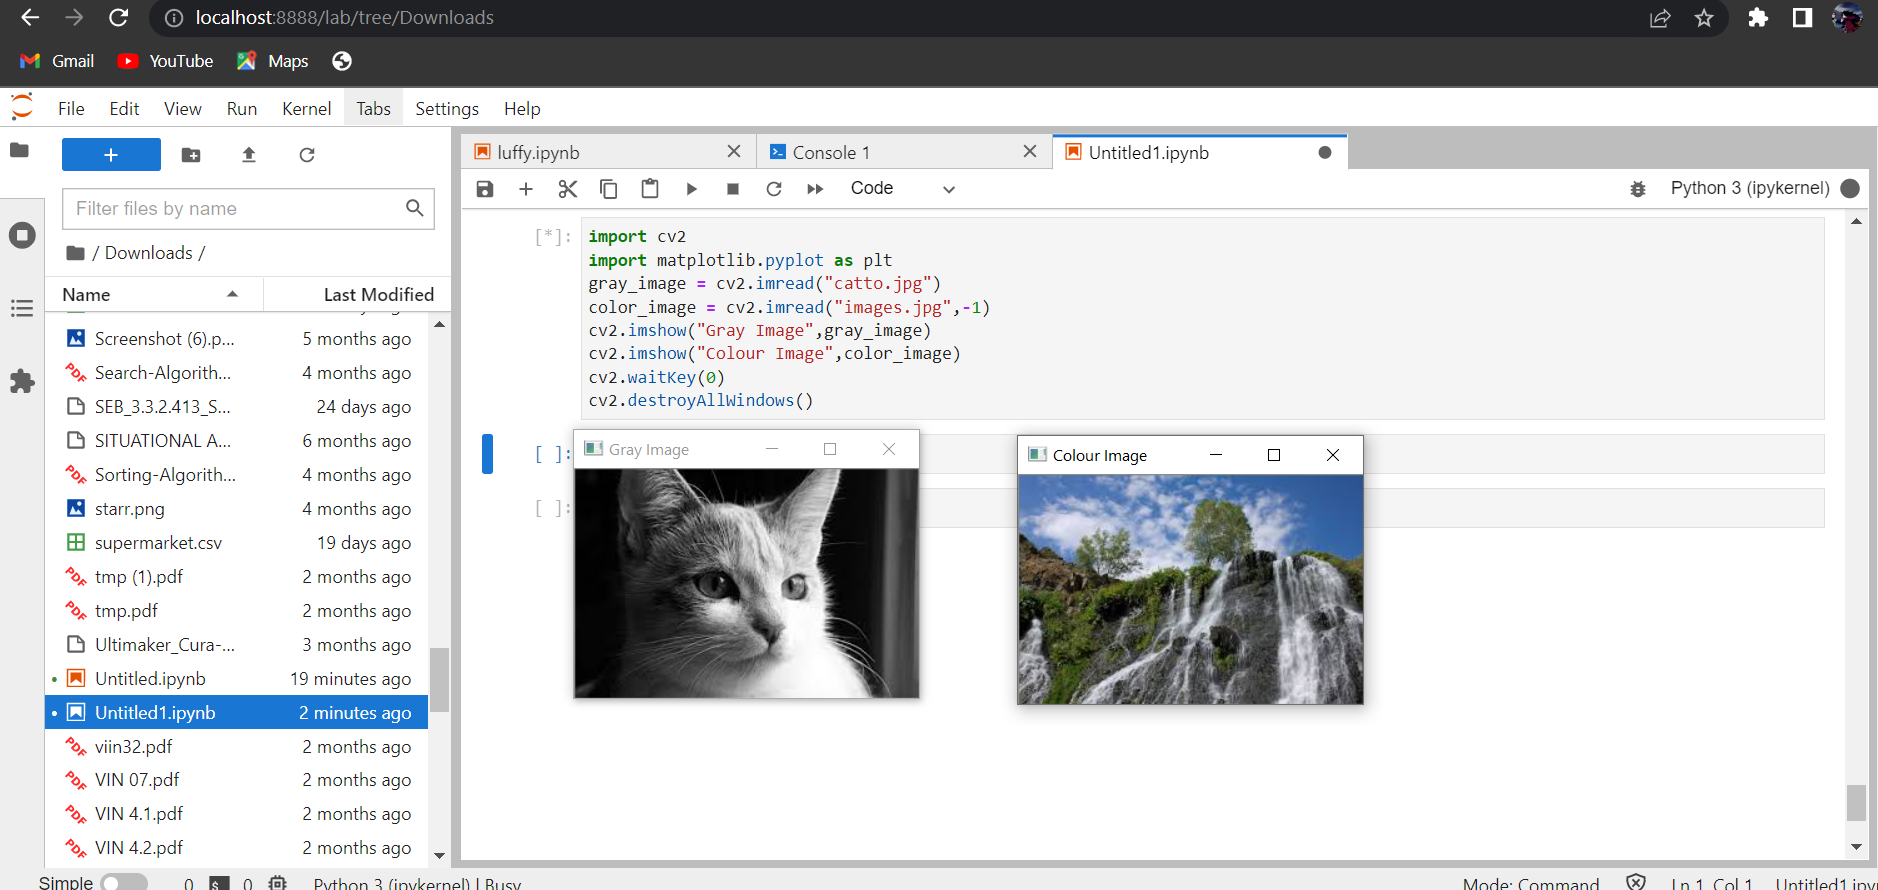 localhost:8888/lab/tree/Downloads
Gmail YouTube Maps
File Edit View Run Kernel Tabs Settings Help
luffy.ipynb Console 1 Untitled1.ipynb
Code Python 3 (ipykernel)
Filter files by name
/ Downloads /
Name Last Modified
Screenshot (6).p... 5 months ago
Search-Algorith... 4 months ago
SEB_3.3.2.413_S... 24 days ago
SITUATIONAL A... 6 months ago
Sorting-Algorith... 4 months ago
starr.png 4 months ago
supermarket.csv 19 days ago
tmp (1).pdf 2 months ago
tmp.pdf 2 months ago
Ultimaker_Cura-... 3 months ago
Untitled.ipynb 19 minutes ago
Untitled1.ipynb 2 minutes ago
viin32.pdf 2 months ago
VIN 07.pdf 2 months ago
VIN 4.1.pdf 2 months ago
VIN 4.2.pdf 2 months ago
[*]:
import cv2
import matplotlib.pyplot as plt
gray_image = cv2.imread("catto.jpg")
color_image = cv2.imread("images.jpg",-1)
cv2.imshow("Gray Image",gray_image)
cv2.imshow("Colour Image",color_image)
cv2.waitKey(0)
cv2.destroyAllWindows()
[ ]:
Gray Image
Colour Image
[ ]:
Simple 0 $ 0 Python 3 (ipykernel) | Busy Mode: Command Ln 1, Col 1 Untitled1.ipyn